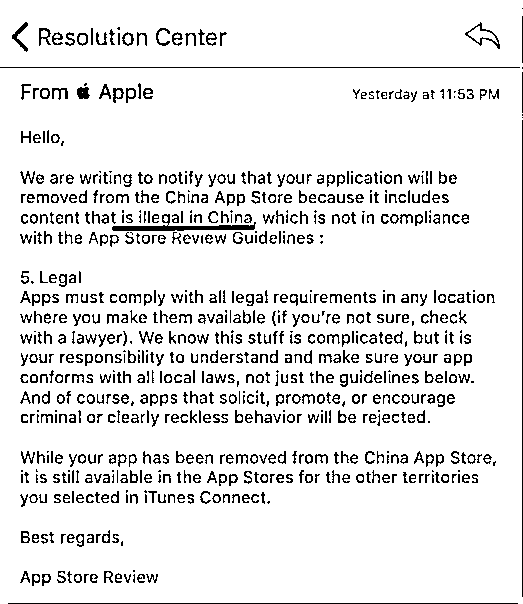 Resolution Center
From Apple
Yesterday at 11:53 PM
Hello,
We are writing to notify you that your application will be
removed from the China App Store because it includes
content that is illegal in China, which is not in compliance
with the App Store Review Guidelines :
5. Legal
Apps must comply with all legal requirements in any location
where you make them available (if you're not sure, check
with a lawyer). We know this stuff is complicated, but it is
your responsibility to understand and make sure your app
conforms with all local laws, not just the guidelines below.
And of course, apps that solicit, promote, or encourage
criminal or clearly reckless behavior will be rejected.
While your app has been removed from the China App Store,
it is still available in the App Stores for the other territories
you selected in iTunes Connect.
Best regards,
App Store Review